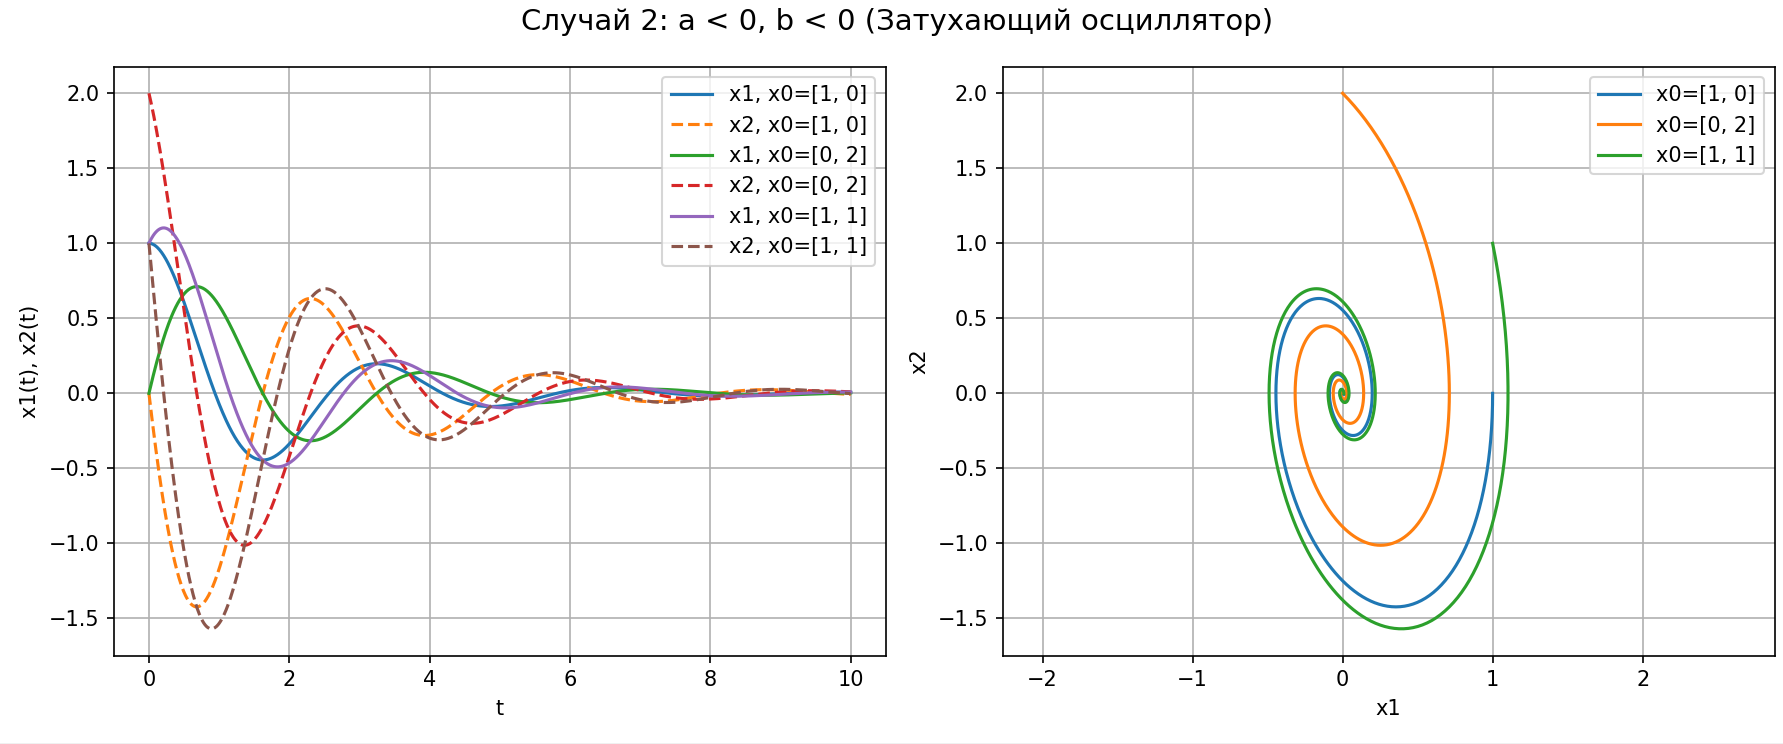 Случай 2: a < 0, b < 0 (Затухающий осциллятор)
x1(t), x2(t)
2.0
1.5
1.0
0.5
0.0
−0.5
−1.0
−1.5
0
2
4
6
8
10
t
x1, x0=[1, 0]
x2, x0=[1, 0]
x1, x0=[0, 2]
x2, x0=[0, 2]
x1, x0=[1, 1]
x2, x0=[1, 1]
x2
2.0
1.5
1.0
0.5
0.0
−0.5
−1.0
−1.5
−2
−1
0
1
2
x1
x0=[1, 0]
x0=[0, 2]
x0=[1, 1]